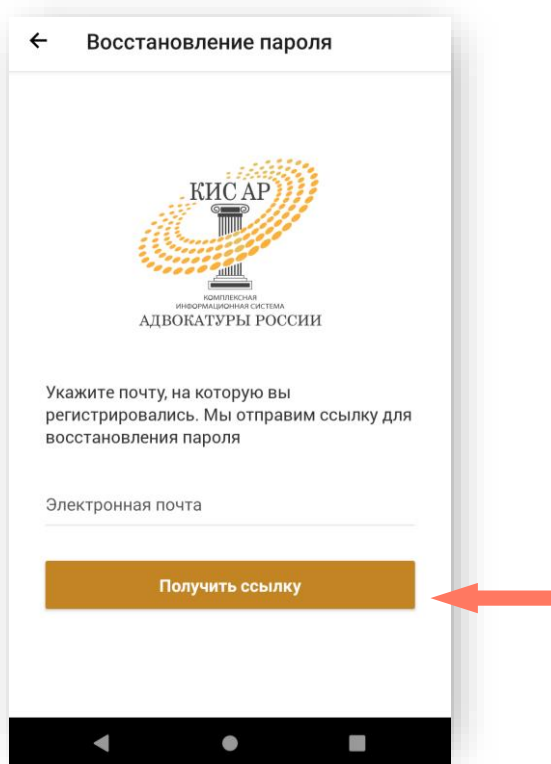 Восстановление пароля
КИС АР
КОМПЛЕКСНАЯ
ИНФОРМАЦИОННАЯ СИСТЕМА
АДВОКАТУРЫ РОССИИ
Укажите почту, на которую вы
регистрировались. Мы отправим ссылку для
восстановления пароля
Электронная почта
Получить ссылку